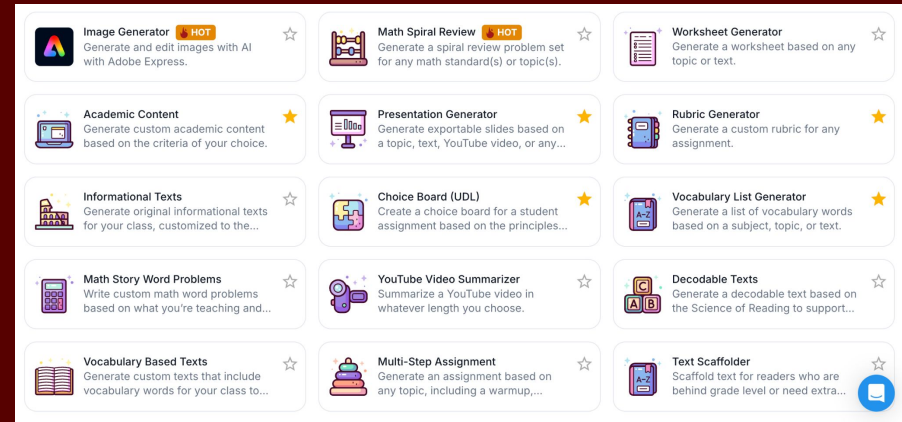 Image Generator HOT
Generate and edit images with AI
with Adobe Express.
Math Spiral Review HOT
Generate a spiral review problem set
for any math standard(s) or topic(s).
Worksheet Generator
Generate a worksheet based on any
topic or text.
Academic Content
Generate custom academic content
based on the criteria of your choice.
Presentation Generator
Generate exportable slides based on
a topic, text, YouTube video, or any...
Rubric Generator
Generate a custom rubric for any
assignment.
Informational Texts
Generate original informational texts
for your class, customized to the...
Choice Board (UDL)
Create a choice board for a student
assignment based on the principles...
A-Z
Vocabulary List Generator
Generate a list of vocabulary words
based on a subject, topic, or text.
Math Story Word Problems
Write custom math word problems
based on what you're teaching and...
YouTube Video Summarizer
Summarize a YouTube video in
whatever length you choose.
C
A B
Decodable Texts
Generate a decodable text based on
the Science of Reading to support...
Vocabulary Based Texts
Generate custom texts that include
vocabulary words for your class to...
Multi-Step Assignment
Generate an assignment based on
any topic, including a warmup,...
A-Z
Text Scaffolder
Scaffold text for readers who are
behind grade level or need extra...